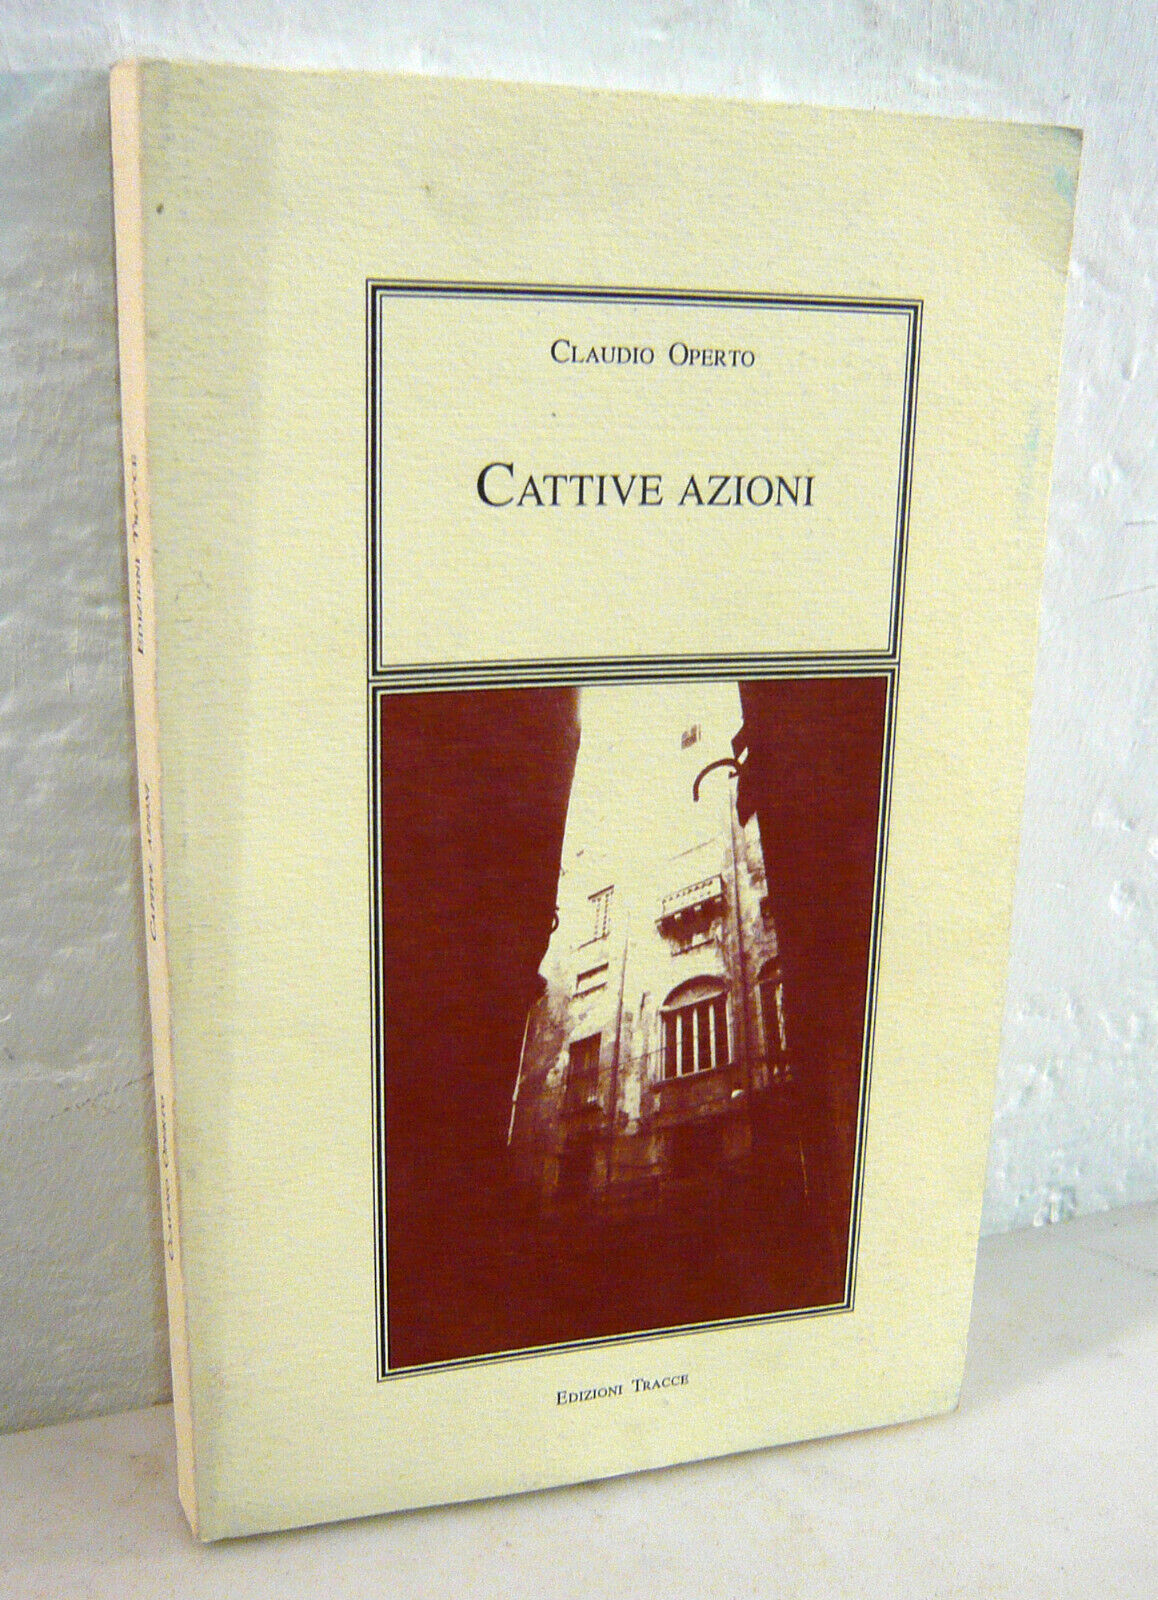 CLAUDIO OPERTO
CATTIVE AZIONI
EDIZIONI TRACCE
CLAUDIO OPERTO CATTIVE AZIONI EDIZIONI TRACCE